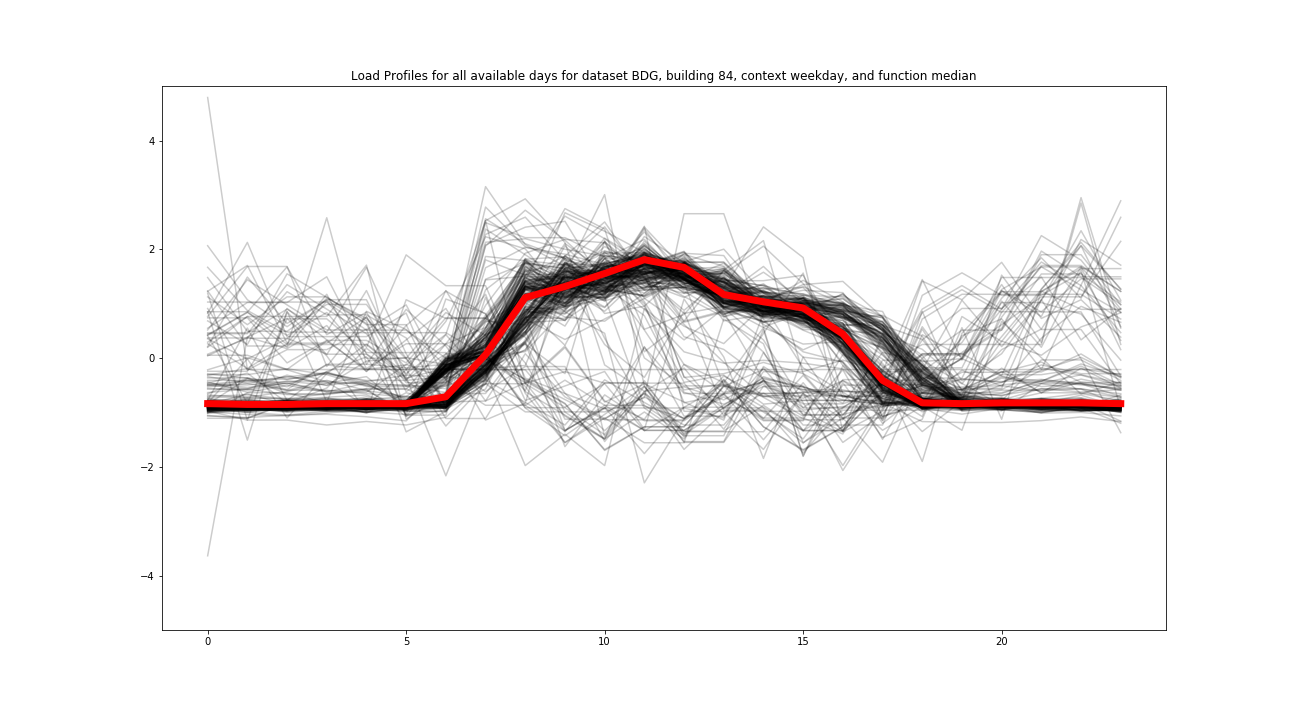 Load Profiles for all available days for dataset BDG, building 84, context weekday, and function median
4
2
0
−2
−4
0 5 10 15 20